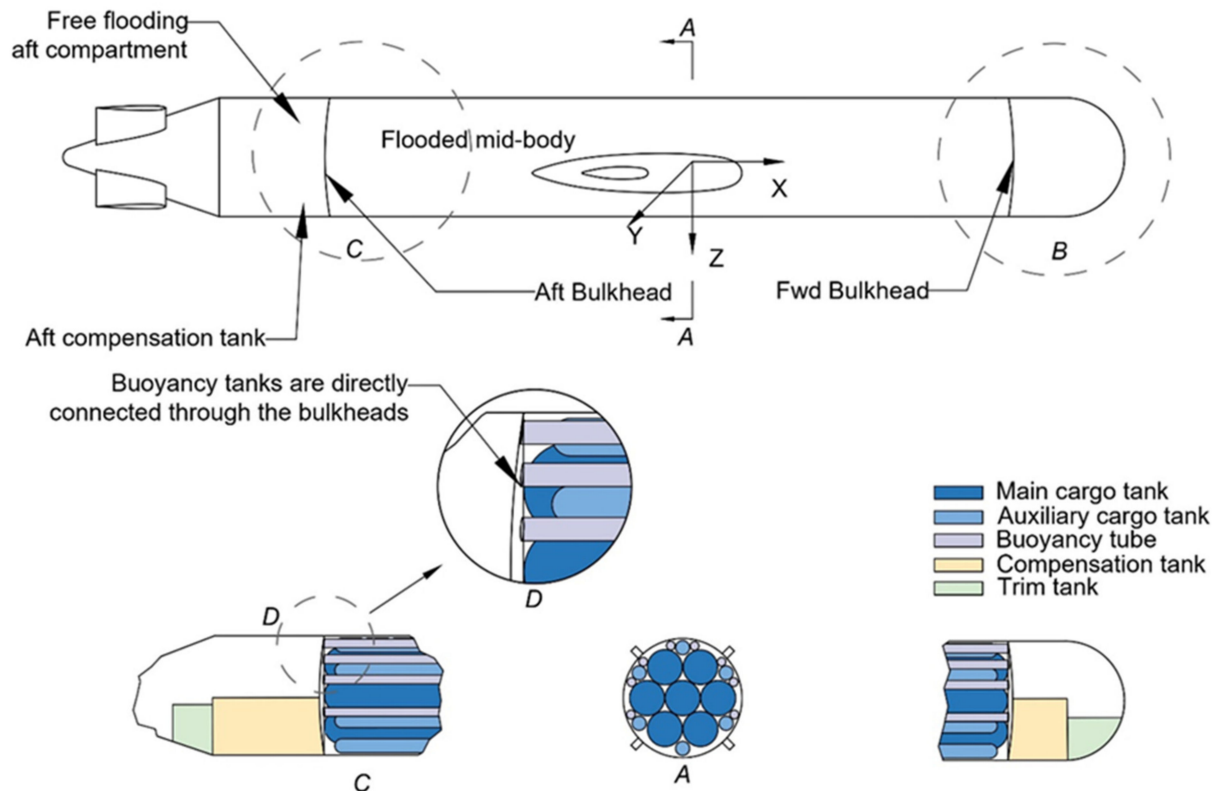 Free flooding
aft compartment
A
Flooded mid-body
X
Y
Z
C
B
Aft Bulkhead
Fwd Bulkhead
A
Aft compensation tank
Buoyancy tanks are directly
connected through the bulkheads
Main cargo tank
Auxiliary cargo tank
Buoyancy tube
Compensation tank
Trim tank
D
D
C
A